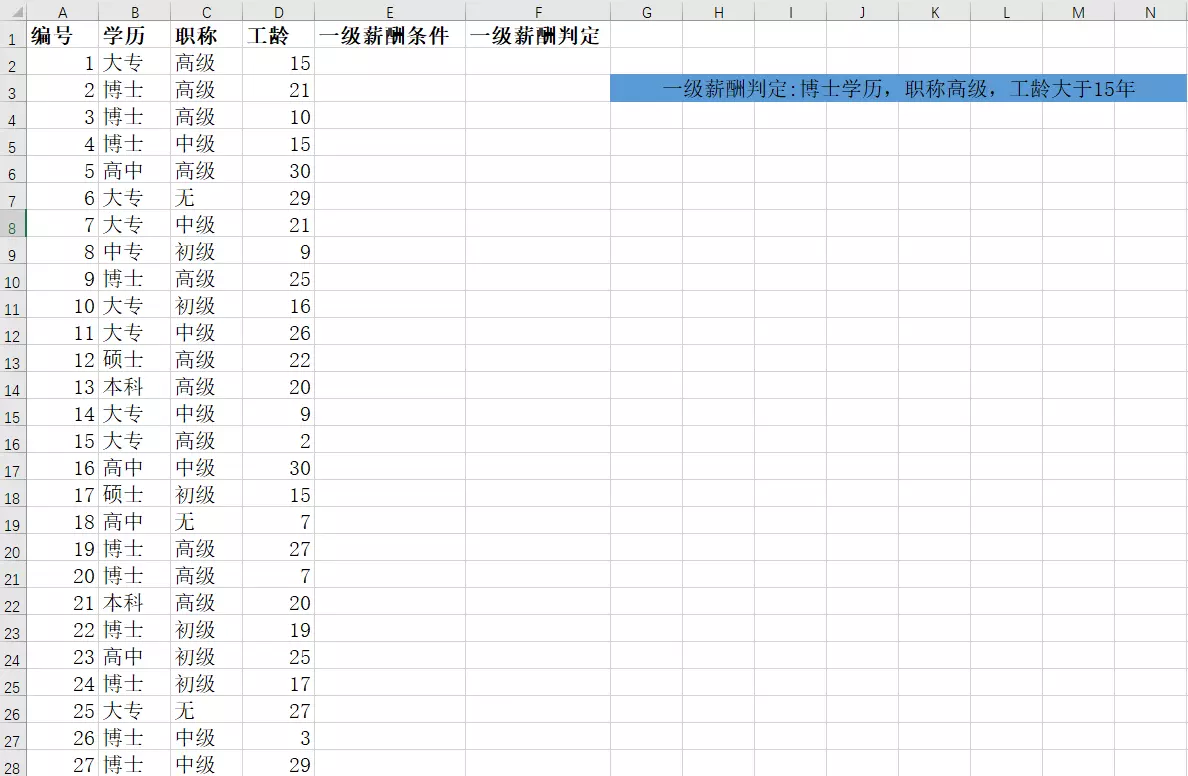 A B C D E F G H I J K L M N
1 编号 学历 职称 工龄 一级薪酬条件 一级薪酬判定
2 1 大专 高级 15
3 2 博士 高级 21 一级薪酬判定:博士学历，职称高级，工龄大于15年
4 3 博士 高级 10
5 4 博士 中级 15
6 5 高中 高级 30
7 6 大专 无 29
8 7 大专 中级 21
9 8 中专 初级 9
10 9 博士 高级 25
11 10 大专 初级 16
12 11 大专 中级 26
13 12 硕士 高级 22
14 13 本科 高级 20
15 14 大专 中级 9
16 15 大专 高级 2
17 16 高中 中级 30
18 17 硕士 初级 15
19 18 高中 无 7
20 19 博士 高级 27
21 20 博士 高级 7
22 21 本科 高级 20
23 22 博士 初级 19
24 23 高中 初级 25
25 24 博士 初级 17
26 25 大专 无 27
27 26 博士 中级 3
28 27 博士 中级 29